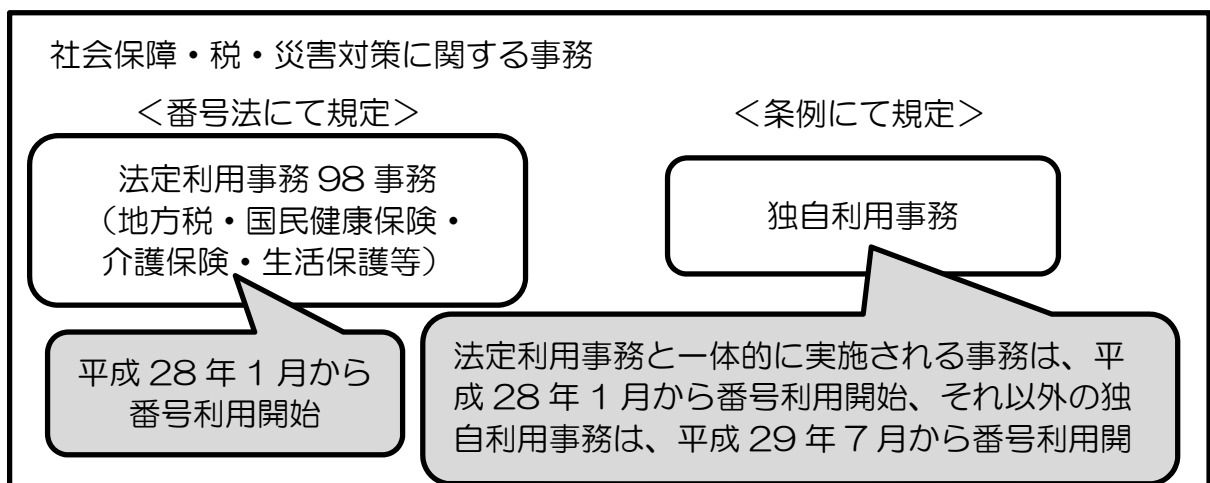 社会保障・税・災害対策に関する事務
＜番号法にて規定＞
法定利用事務 98 事務
（地方税・国民健康保険・
介護保険・生活保護等）
平成 28 年 1 月から
番号利用開始
＜条例にて規定＞
独自利用事務
法定利用事務と一体的に実施される事務は、平
成 28 年 1 月から番号利用開始、それ以外の独
自利用事務は、平成 29 年 7 月から番号利用開